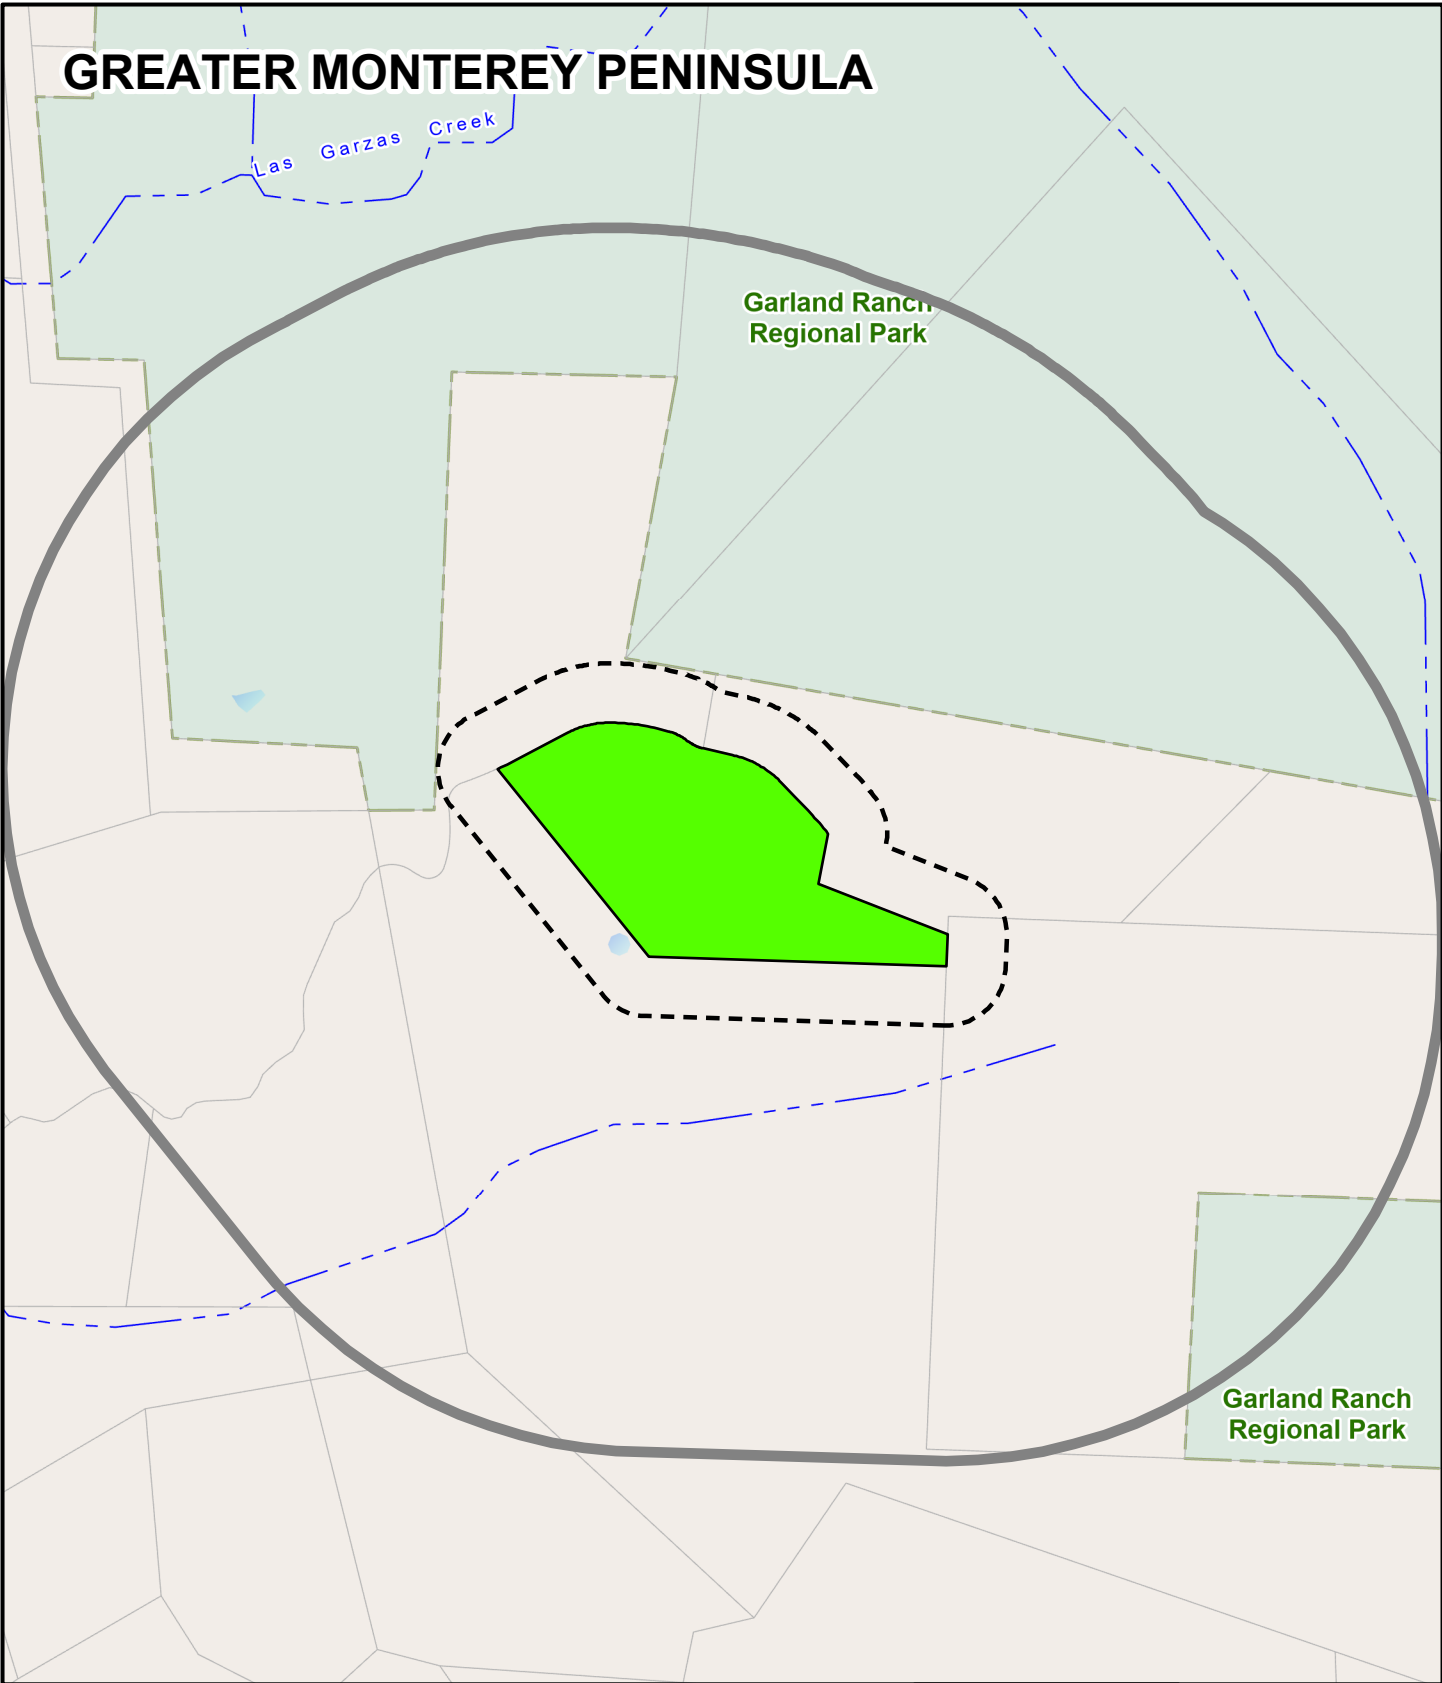 GREATER MONTEREY PENINSULA
Las Garzas Creek
Garland Ranch
Regional Park
Garland Ranch
Regional Park